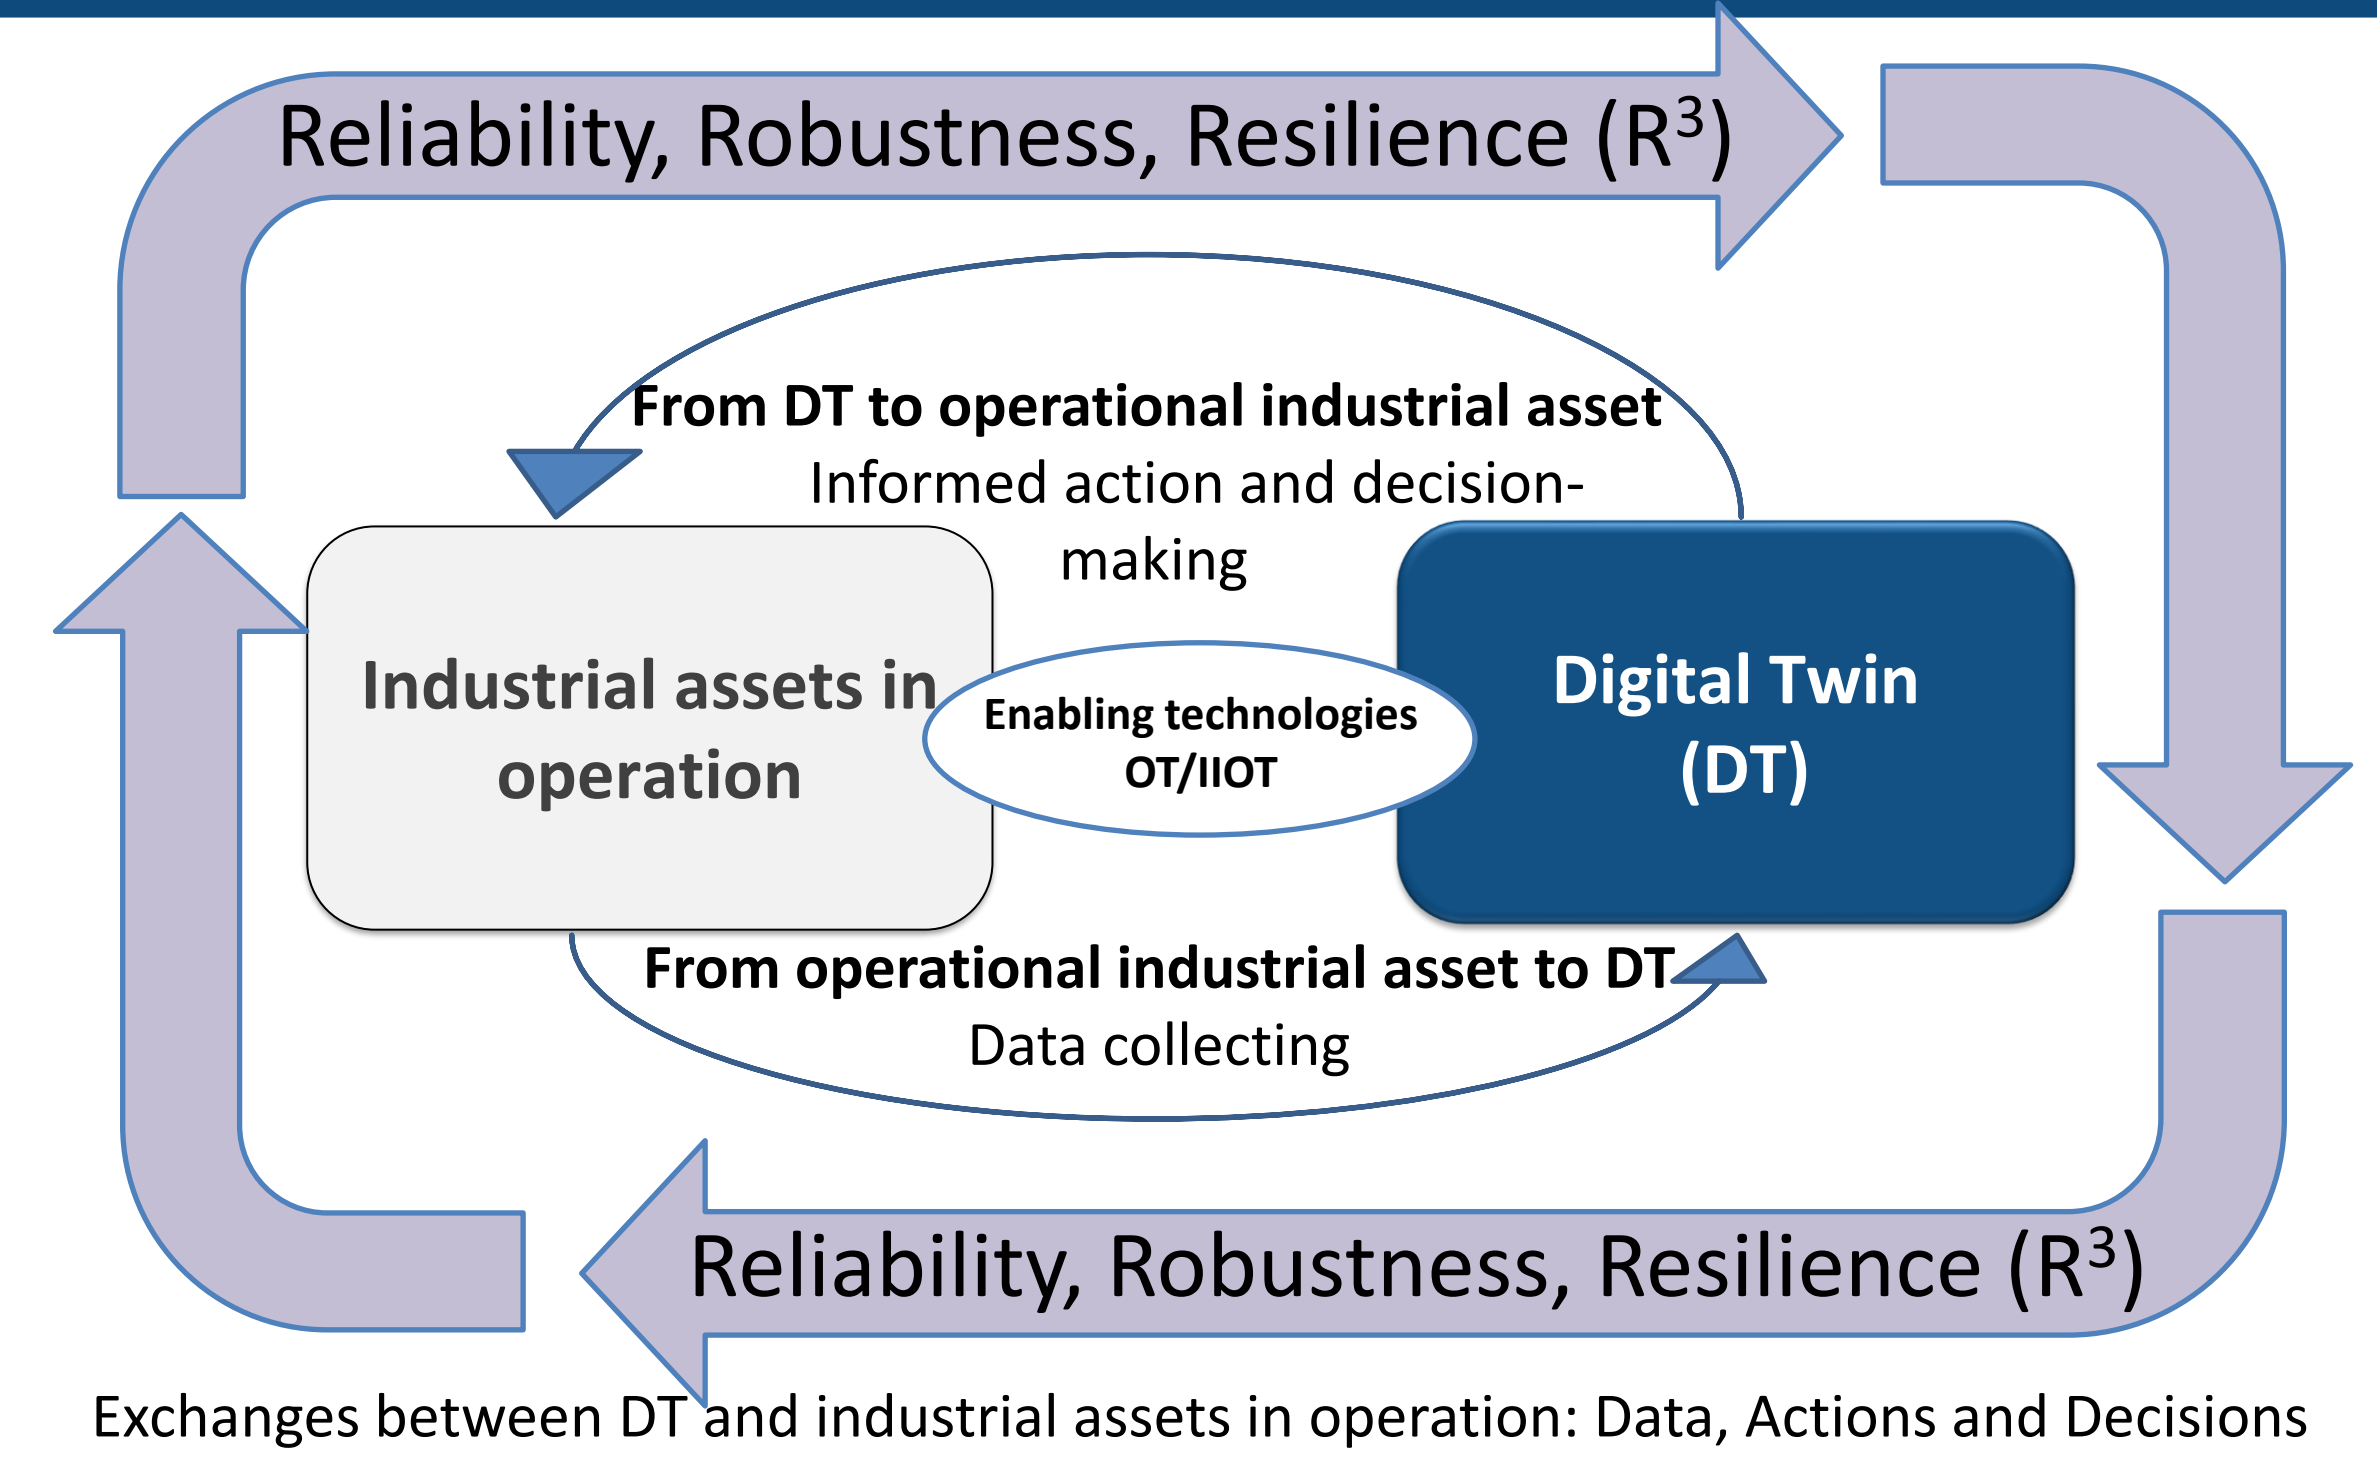 Reliability, Robustness, Resilience (R³)
From DT to operational industrial asset
Informed action and decision-
making
Industrial assets in
operation
Enabling technologies
OT/IIOT
Digital Twin
(DT)
From operational industrial asset to DT
Data collecting
Reliability, Robustness, Resilience (R³)
Exchanges between DT and industrial assets in operation: Data, Actions and Decisions